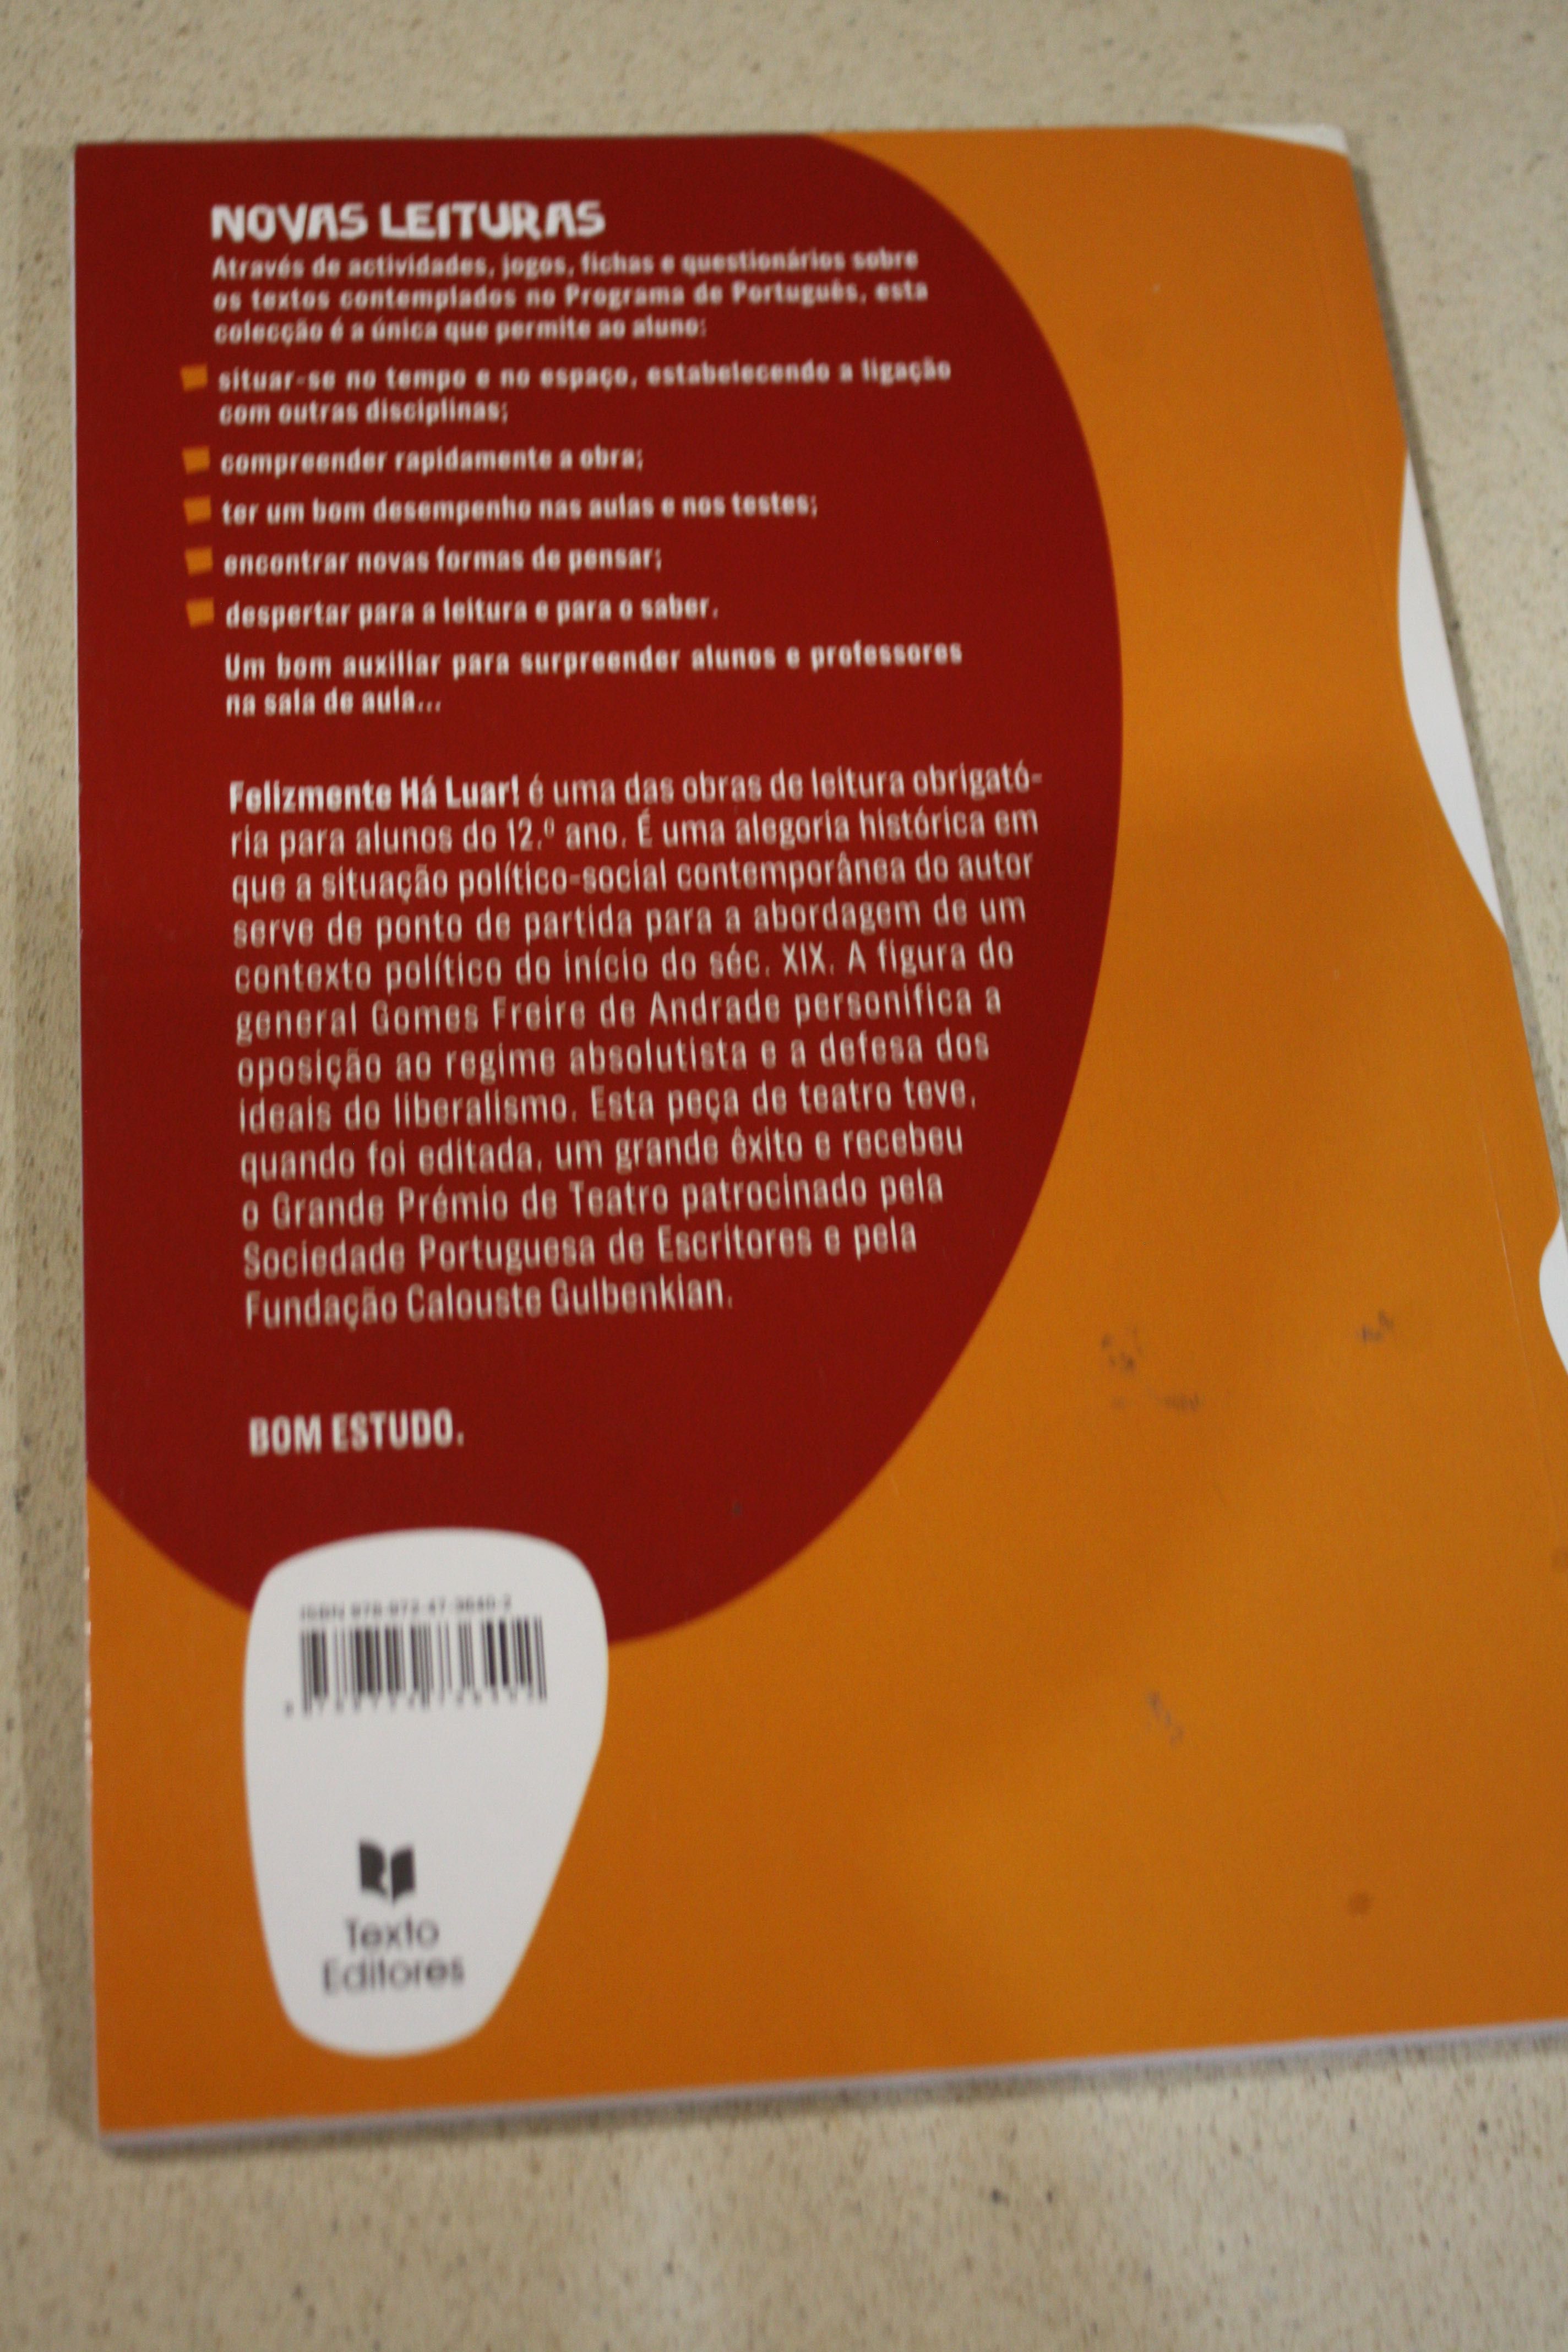 NOVAS LEITURAS
Através de actividades, jogos, fichas e questionários sobre
os textos contemplados no Programa de Português, esta
colecção é a única que permite ao aluno:
situar-se no tempo e no espaço, estabelecendo a ligação
com outras disciplinas;
compreender rapidamente a obra;
ter um bom desempenho nas aulas e nos testes;
encontrar novas formas de pensar;
despertar para a leitura e para o saber.
Um bom auxiliar para surpreender alunos e professores
na sala de aula...
Felizmente Há Luar! é uma das obras de leitura obrigató-
ria para alunos do 12.º ano. É uma alegoria histórica em
que a situação político-social contemporânea do autor
serve de ponto de partida para a abordagem de um
contexto político do início do séc. XIX. A figura do
general Gomes Freire de Andrade personifica a
oposição ao regime absolutista e a defesa dos
ideais do liberalismo. Esta peça de teatro teve,
quando foi editada, um grande êxito e recebeu
o Grande Prémio de Teatro patrocinado pela
Sociedade Portuguesa de Escritores e pela
Fundação Calouste Gulbenkian.
BOM ESTUDO.
ISBN
Texto
Editores